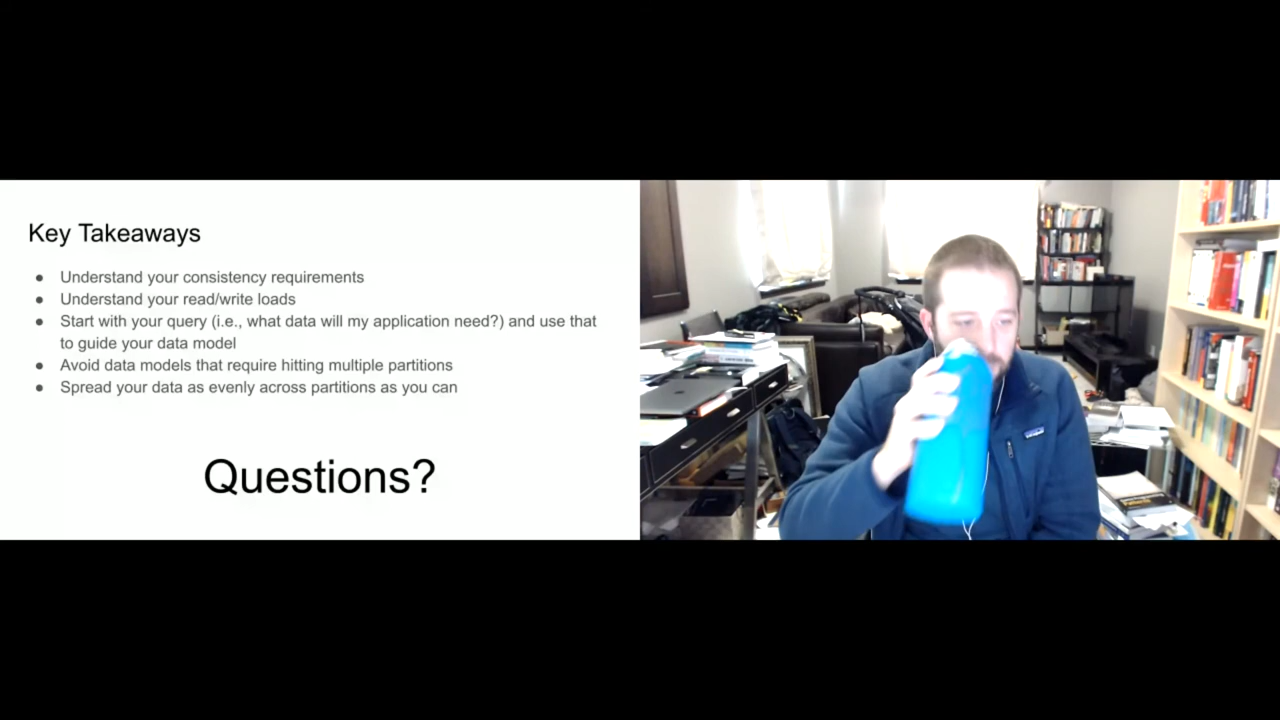 Key Takeaways
● Understand your consistency requirements
● Understand your read/write loads
● Start with your query (i.e., what data will my application need?) and use that
to guide your data model
● Avoid data models that require hitting multiple partitions
● Spread your data as evenly across partitions as you can
Questions?